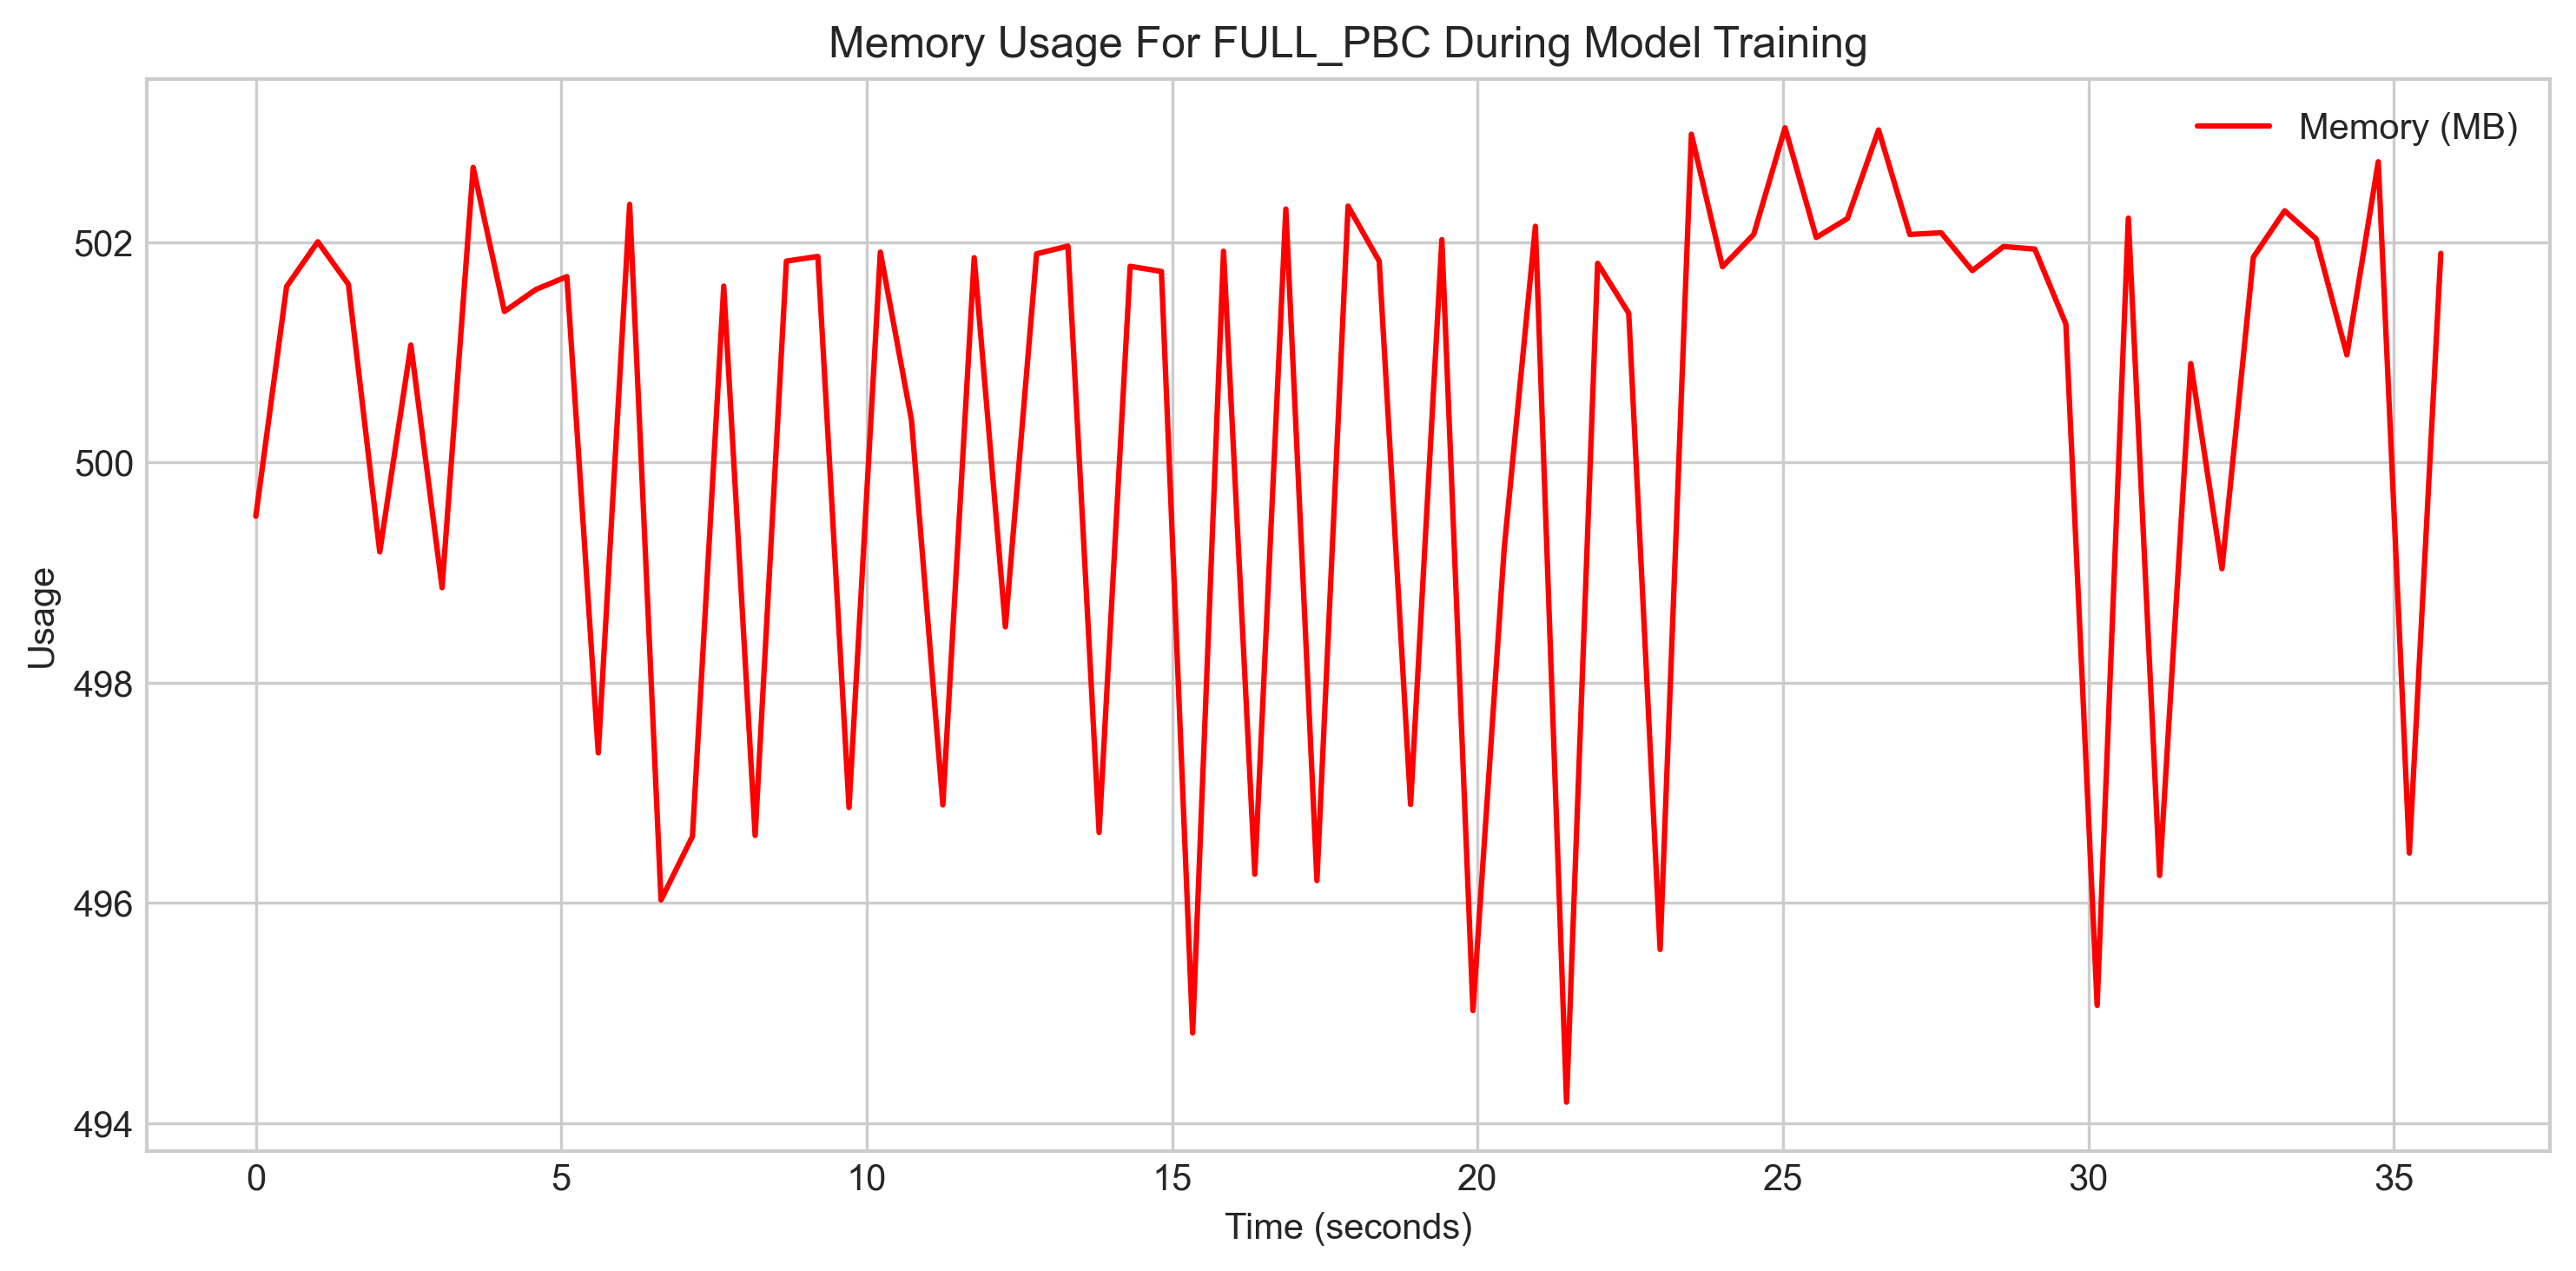 Memory Usage For FULL_PBC During Model Training
Memory (MB)
502
500
498
496
494
Usage
0 5 10 15 20 25 30 35
Time (seconds)